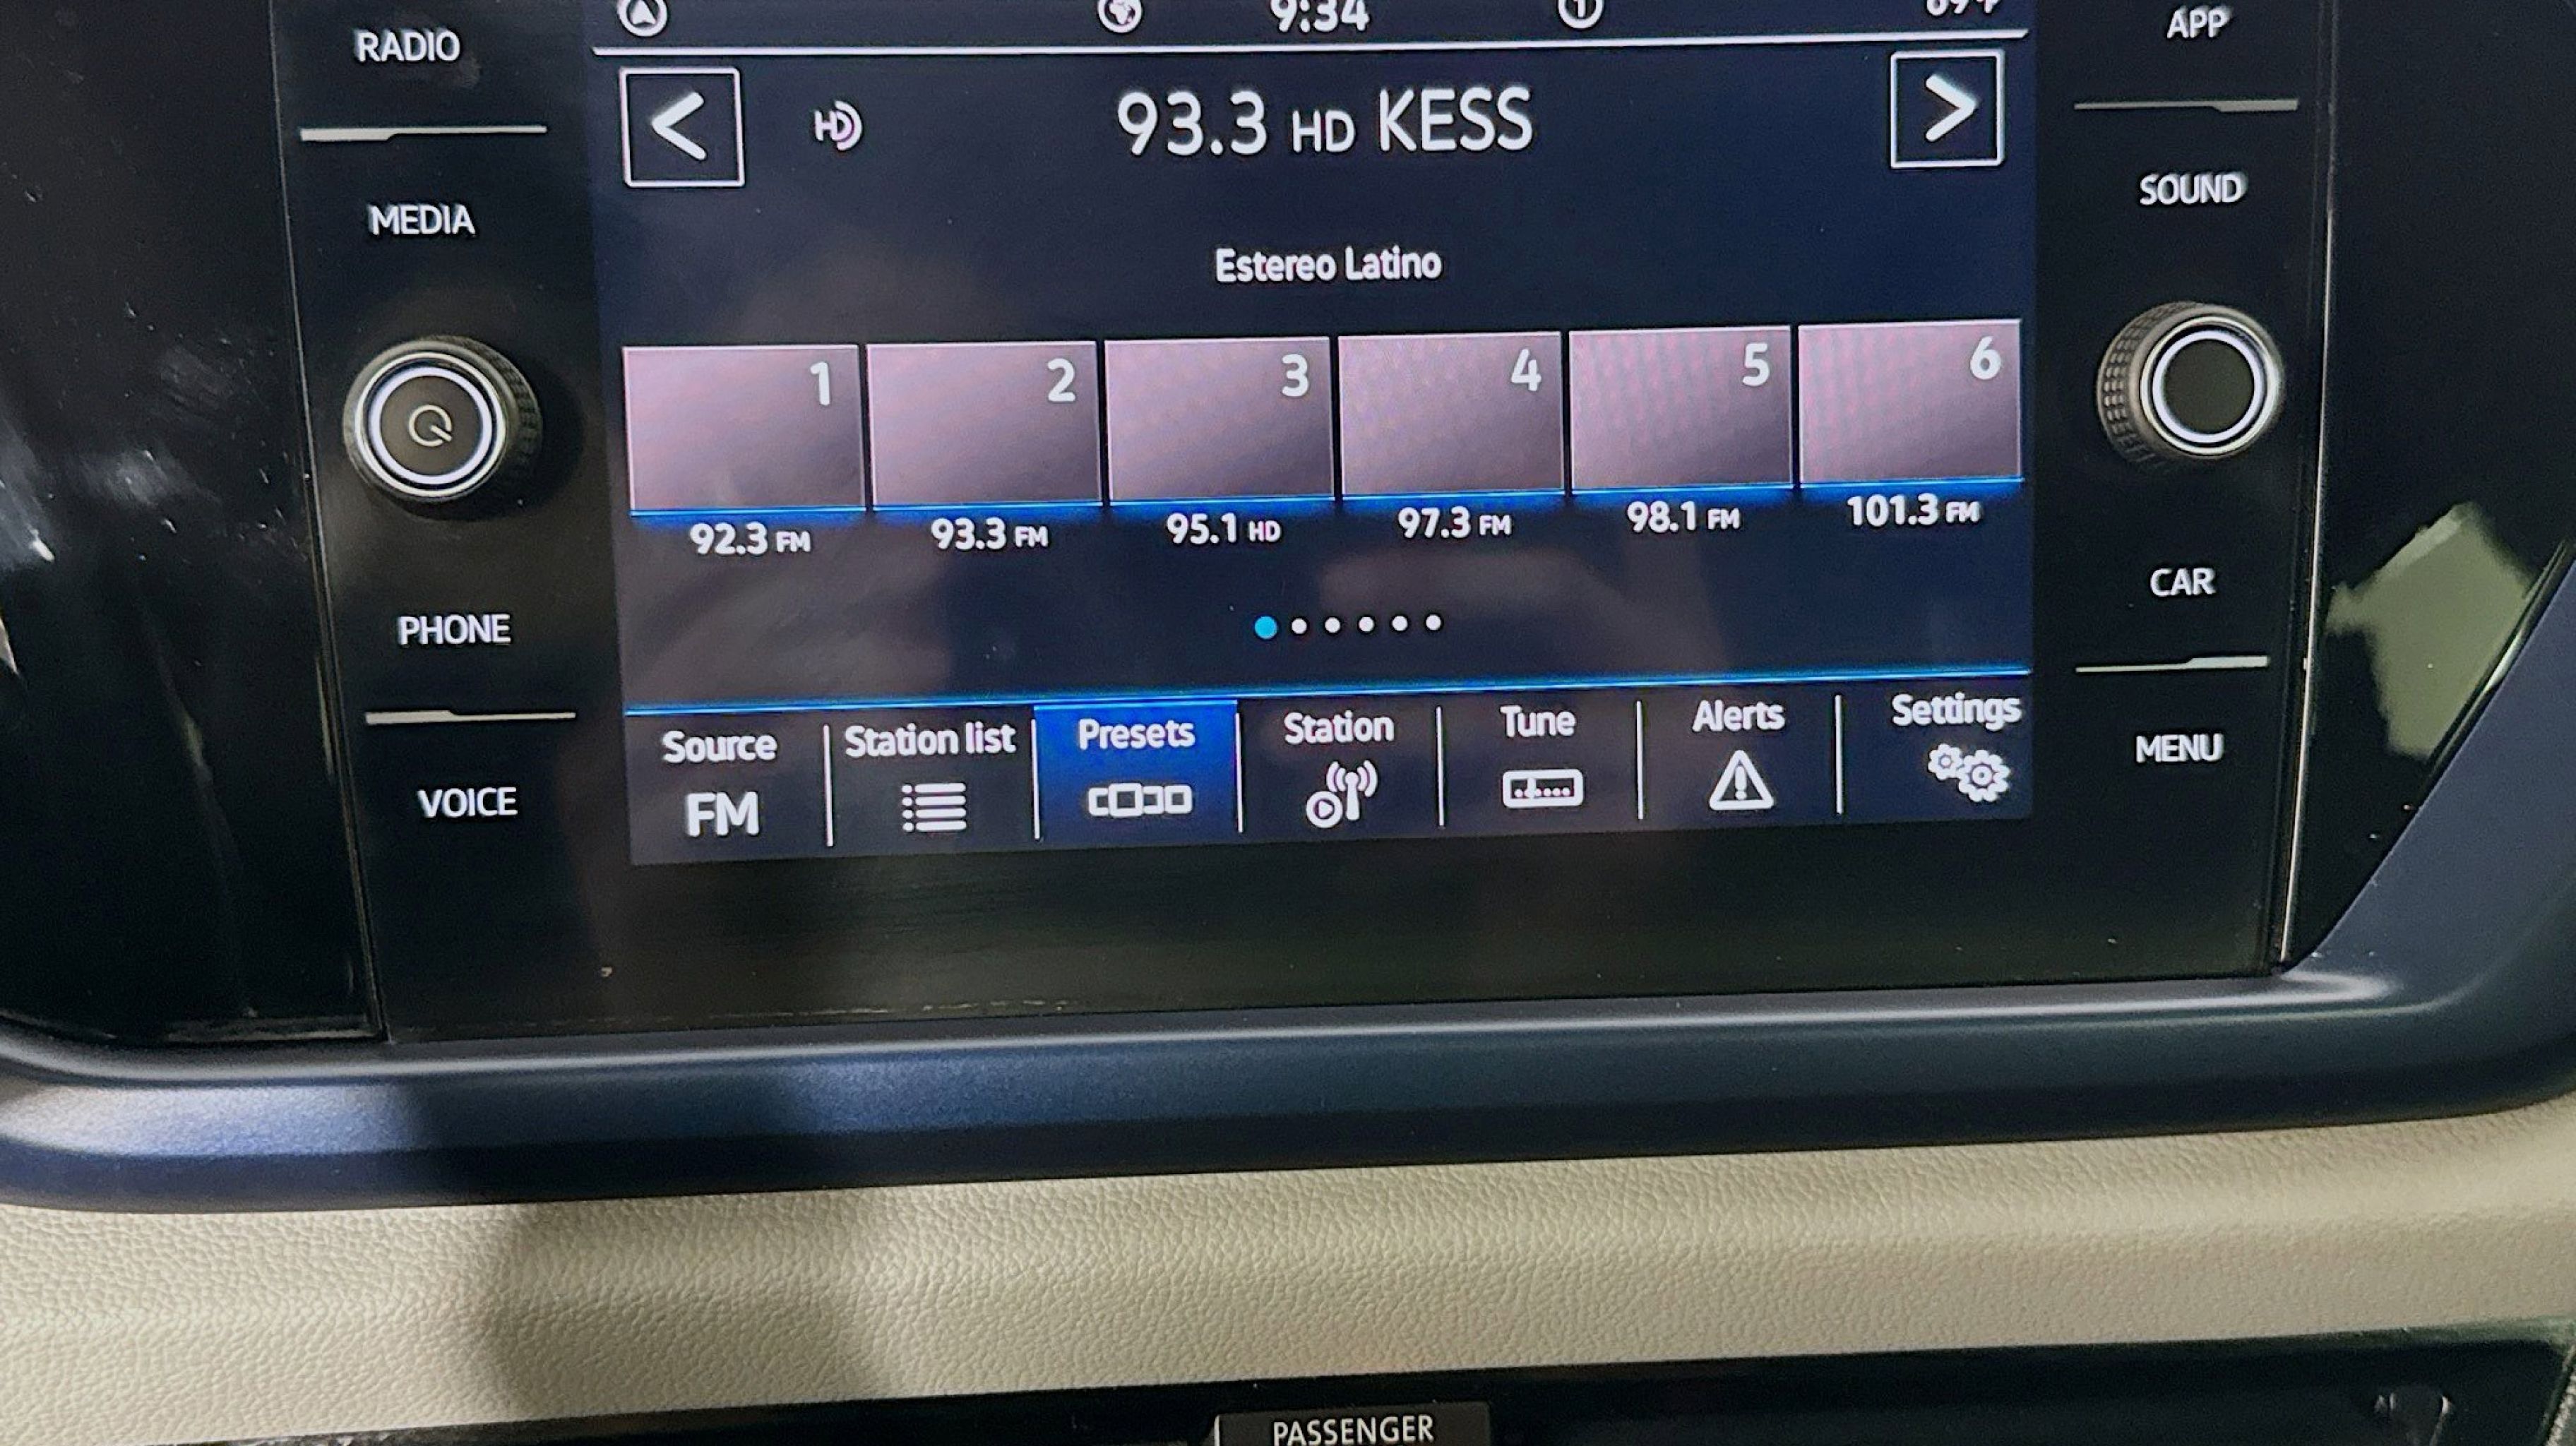 RADIO
MEDIA
PHONE
VOICE
9:34
1
93.3 HD KESS
HD
Estereo Latino
1 2 3 4 5 6
92.3 FM 93.3 FM 95.1 HD 97.3 FM 98.1 FM 101.3 FM
Source Station list Presets Station Tune Alerts Settings
FM
APP
SOUND
CAR
MENU
PASSENGER